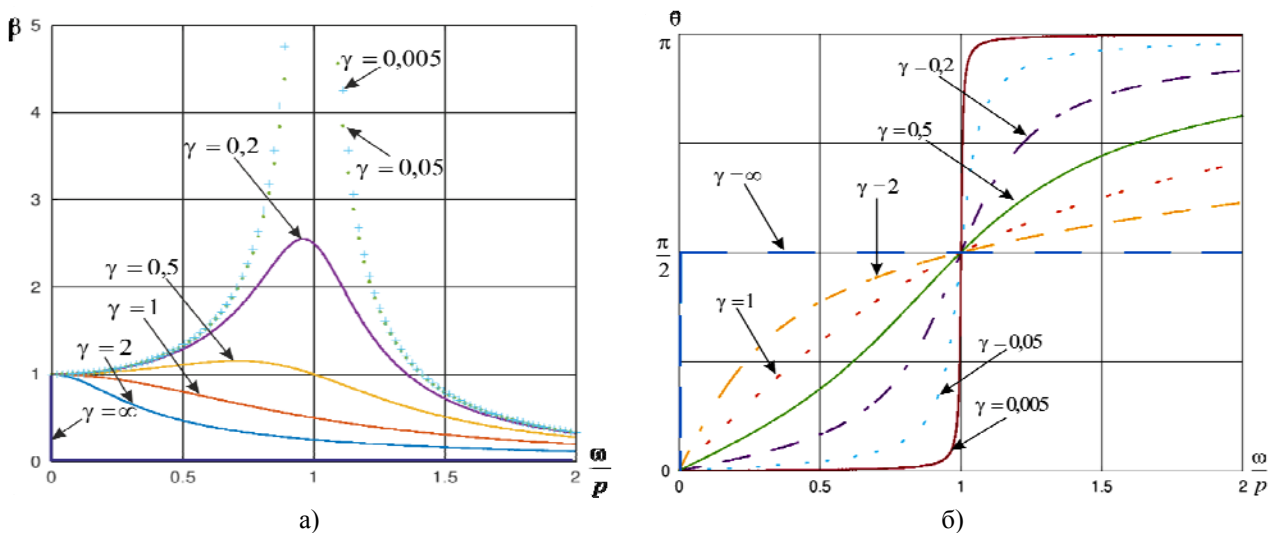 β
5
4
3
2
1
0
γ = 0,005
γ = 0,2
γ = 0,05
γ = 0,5
γ = 1
γ = 2
γ = ∞
0
0.5
1
1.5
2
ω
p
а)
θ
π
π
2
0
γ – 0,2
γ = 0,5
γ – ∞
γ – 2
γ = 1
γ – 0,05
γ = 0,005
0
0.5
1
1.5
2
ω
p
б)